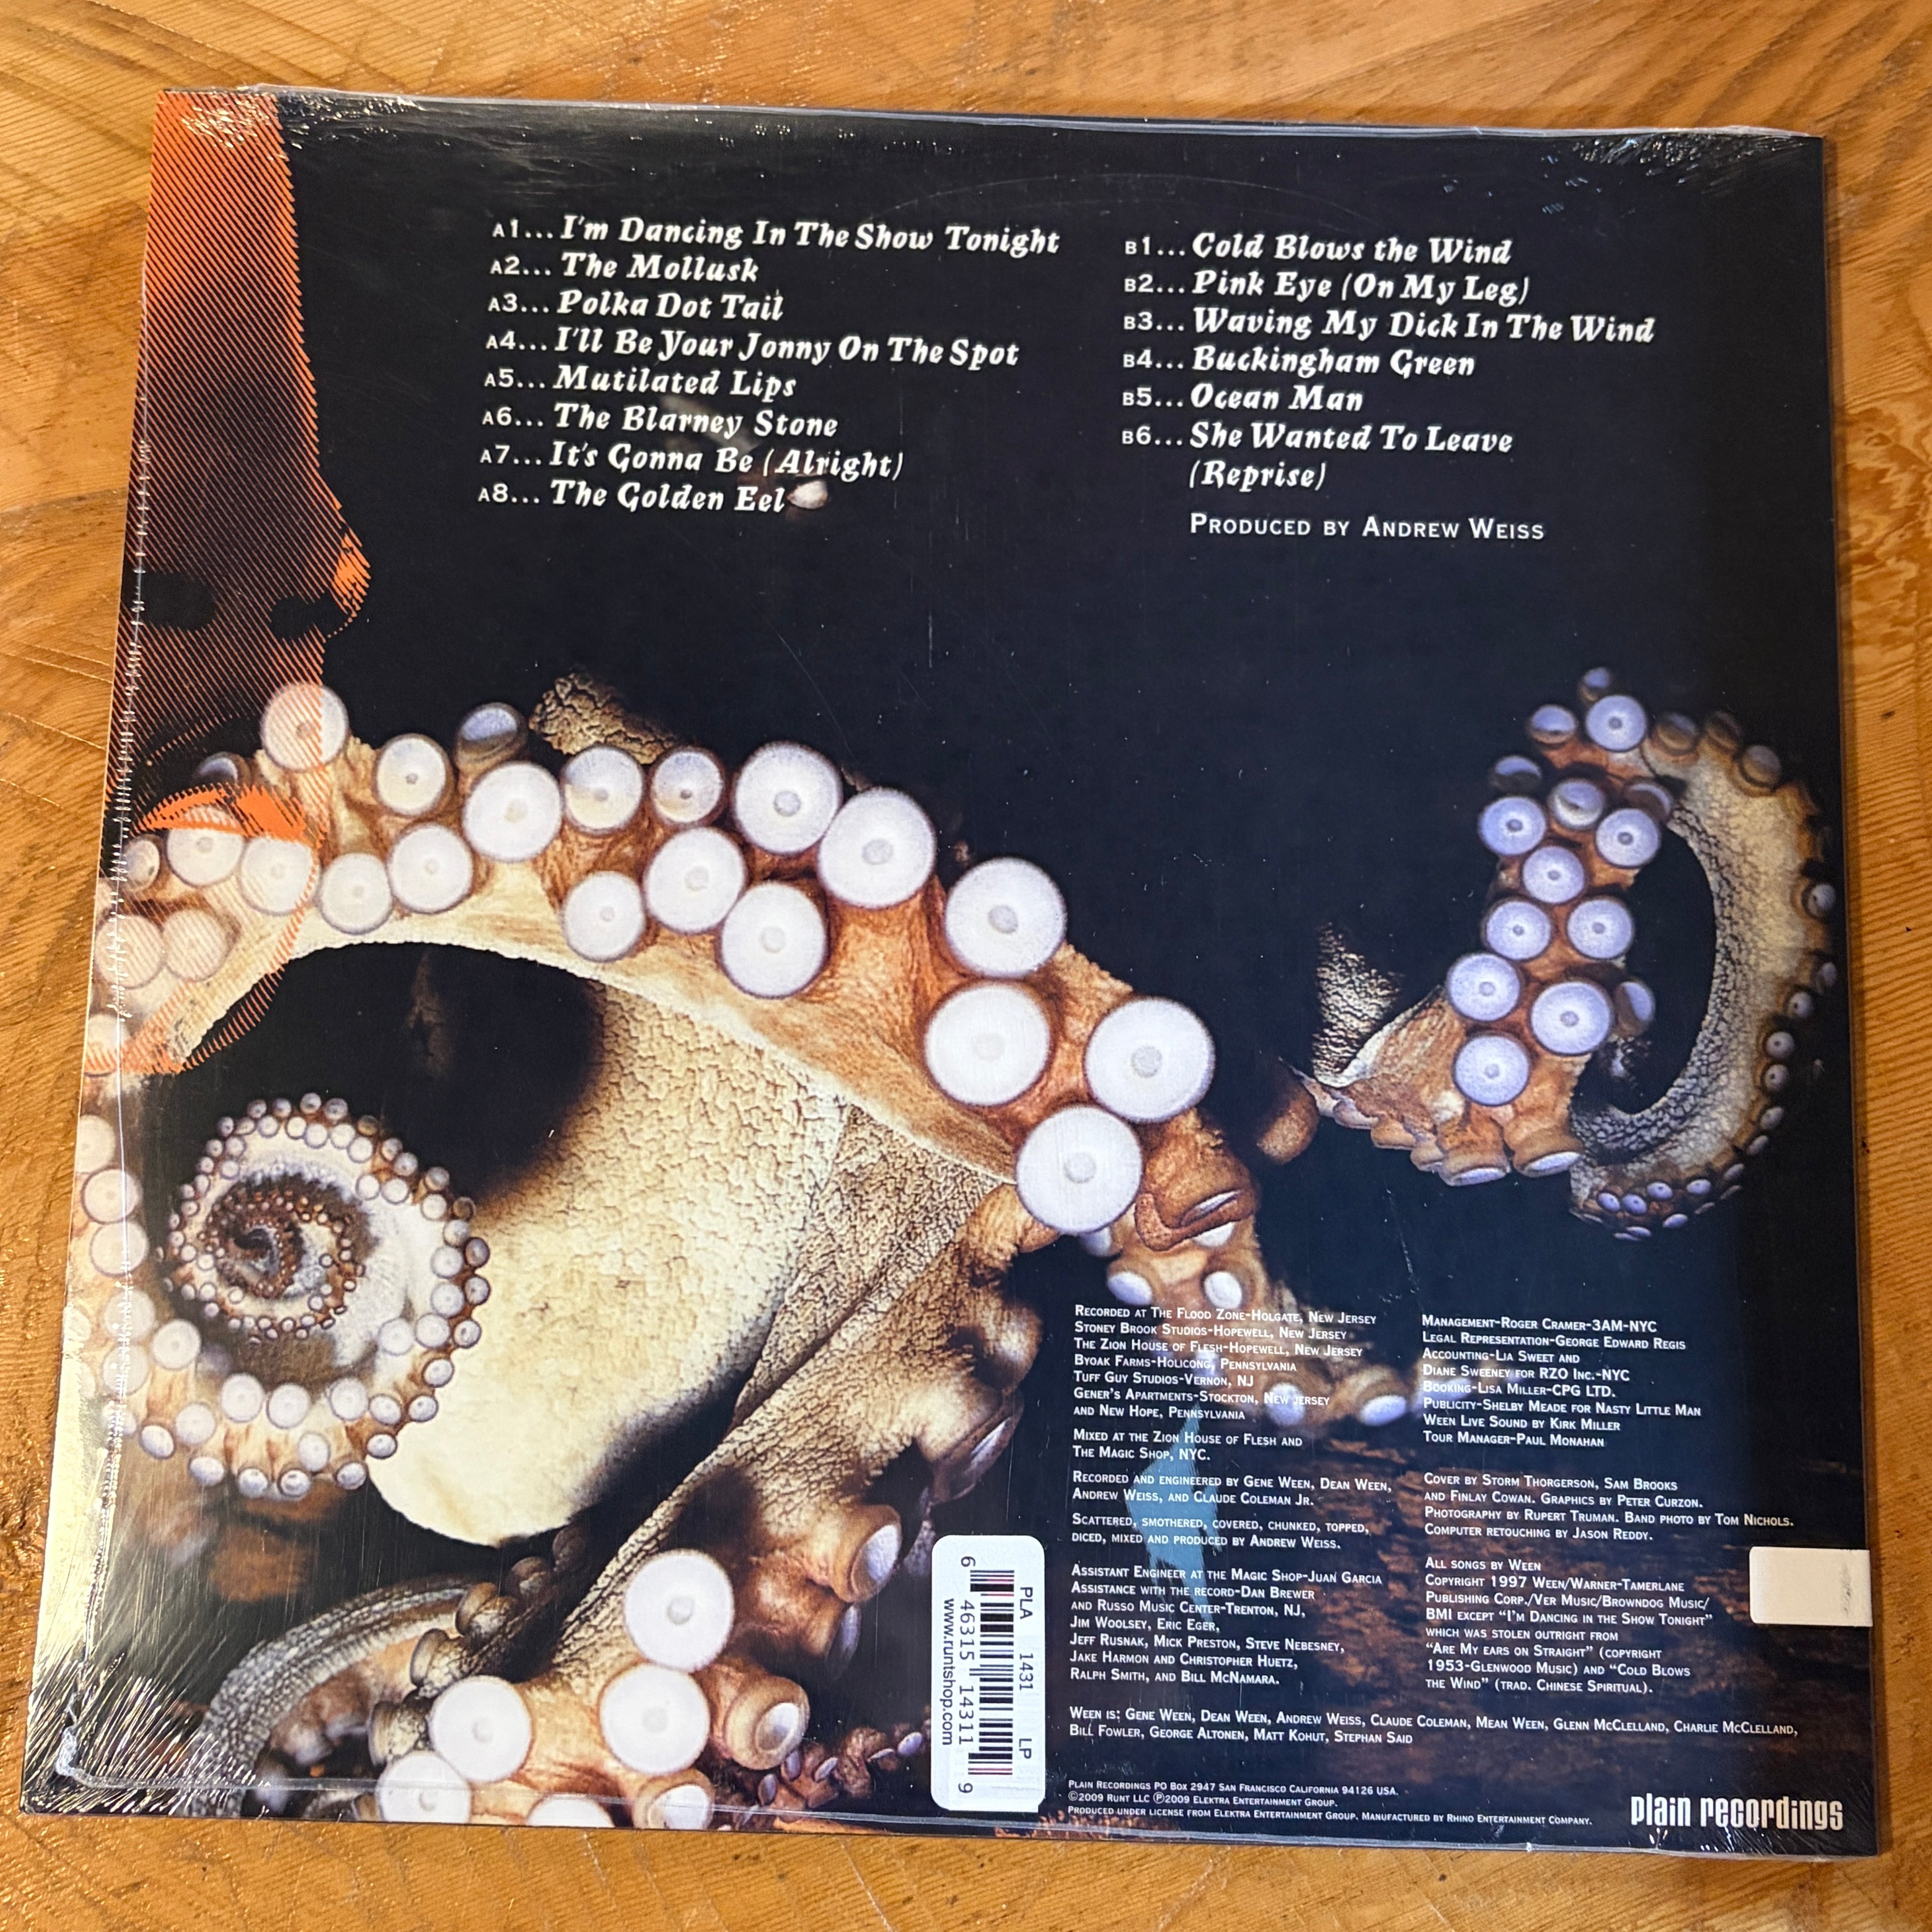 A1... I'm Dancing In The Show Tonight
A2... The Mollusk
A3... Polka Dot Tail
A4... I'll Be Your Jonny On The Spot
A5... Mutilated Lips
A6... The Blarney Stone
A7... It's Gonna Be (Alright)
A8... The Golden Eel
B1... Cold Blows the Wind
B2... Pink Eye (On My Leg)
B3... Waving My Dick In The Wind
B4... Buckingham Green
B5... Ocean Man
B6... She Wanted To Leave
(Reprise)
Produced by Andrew Weiss
Recorded at The Flood Zone-Holgate, New Jersey
Stoney Brook Studios-Hopewell, New Jersey
The Zion House of Flesh-Hopewell, New Jersey
Byoak Farms-Holicong, Pennsylvania
Tuff Guy Studios-Vernon, NJ
Gener's Apartments-Stockton, New Jersey
and New Hope, Pennsylvania
Mixed at the Zion House of Flesh and
The Magic Shop, NYC.
Recorded and engineered by Gene Ween, Dean Ween,
Andrew Weiss, and Claude Coleman Jr.
Scattered, smothered, covered, chunked, topped,
diced, mixed and produced by Andrew Weiss.
Assistant Engineer at the Magic Shop-Juan Garcia
Assistance with the record-Dan Brewer
and Russo Music Center-Trenton, NJ,
Jim Woolsey, Eric Eger,
Jeff Rusnak, Mick Preston, Steve Nebesney,
Jake Harmon and Christopher Huetz,
Ralph Smith, and Bill McNamara.
Management-Roger Cramer-3AM-NYC
Legal Representation-George Edward Regis
Accounting-Lia Sweet and
Diane Sweeney for RZO Inc.-NYC
Booking-Lisa Miller-CPG LTD.
Publicity-Shelby Meade for Nasty Little Man
Ween Live Sound by Kirk Miller
Tour Manager-Paul Monahan
Cover by Storm Thorgerson, Sam Brooks
and Finlay Cowan. Graphics by Peter Curzon.
Photography by Rupert Truman. Band photo by Tom Nichols.
Computer retouching by Jason Reddy.
All songs by Ween
Copyright 1997 Ween/Warner-Tamerlane
Publishing Corp./Ver Music/Browndog Music/
BMI except "I'm Dancing in the Show Tonight"
which was stolen outright from
"Are My ears on Straight" (copyright
1953-Glenwood Music) and "Cold Blows
the Wind" (trad. Chinese Spiritual).
Ween is: Gene Ween, Dean Ween, Andrew Weiss, Claude Coleman, Mean Ween, Glenn McClelland, Charlie McClelland,
Bill Fowler, George Altonen, Matt Kohut, Stephan Said
Plain Recordings PO Box 2947 San Francisco California 94126 USA.
©2009 Runt LLC ℗2009 Elektra Entertainment Group.
Produced under license from Elektra Entertainment Group. Manufactured by Rhino Entertainment Company.
plain recordings
PLA 1431 LP
6 46315 14311 9
www.runtshop.com